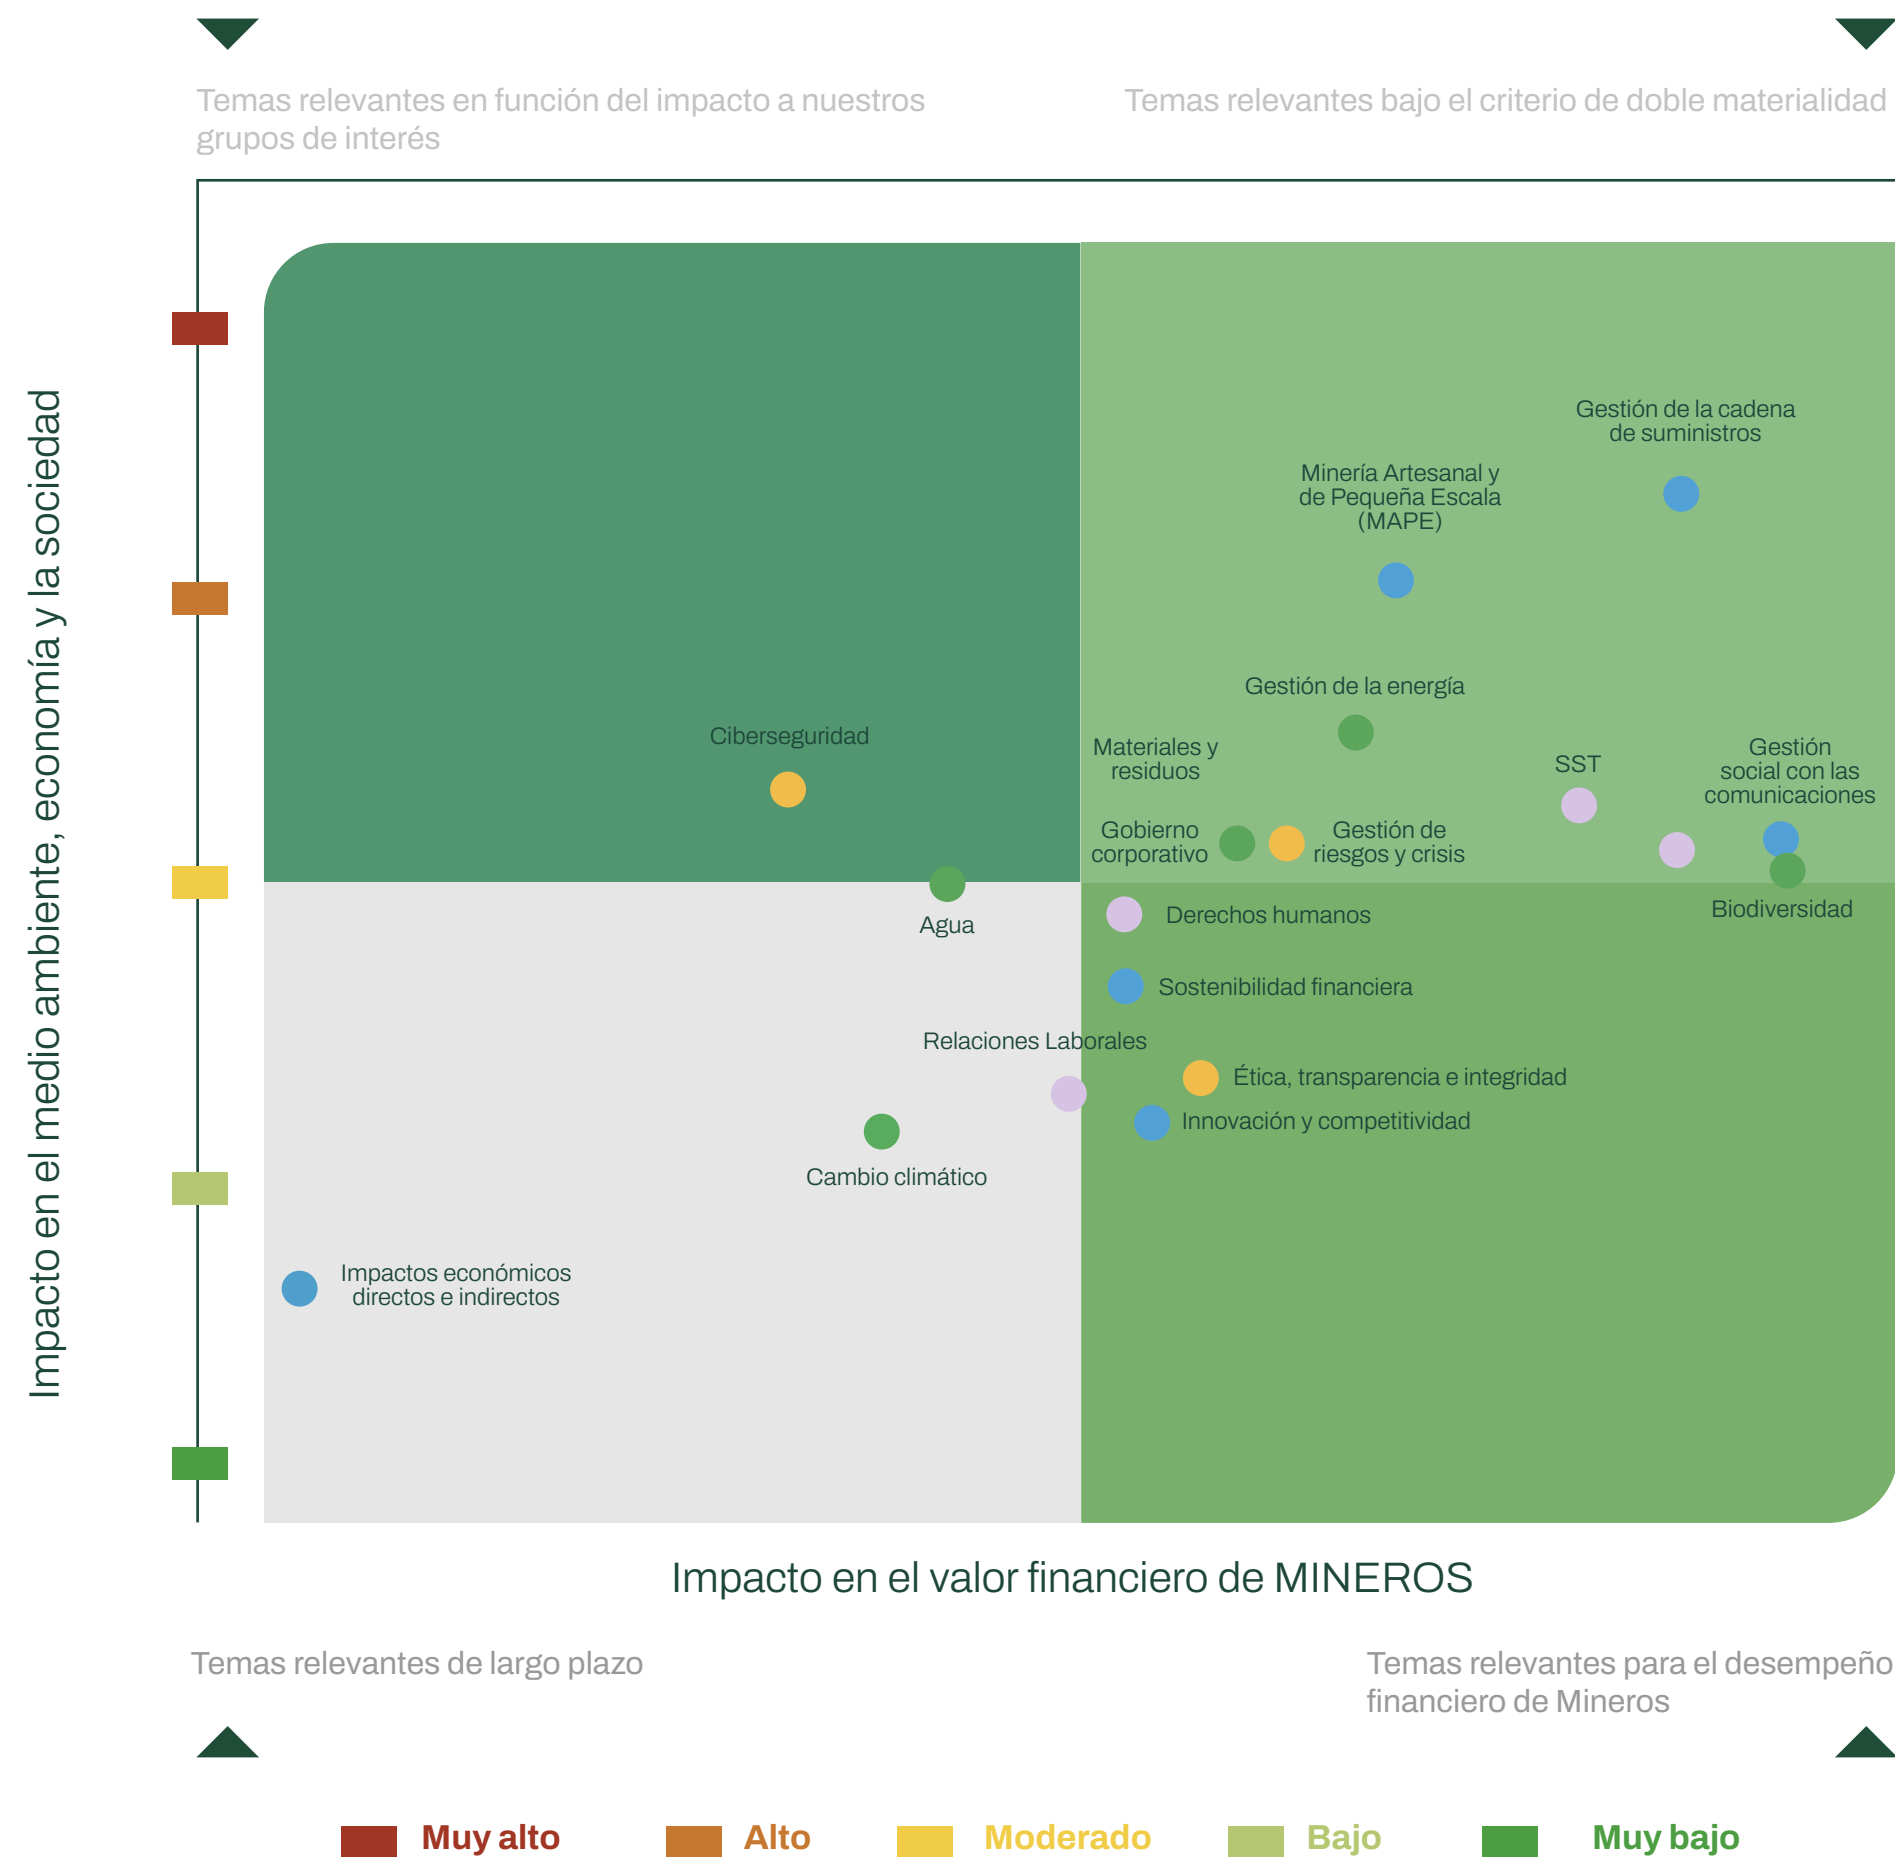 Temas relevantes en función del impacto a nuestros
grupos de interés
Temas relevantes bajo el criterio de doble materialidad
Impacto en el medio ambiente, economía y la sociedad
Gestión de la cadena
de suministros
Minería Artesanal y
de Pequeña Escala
(MAPE)
Gestión de la energía
Ciberseguridad
Materiales y
residuos
SST
Gestión
social con las
comunicaciones
Gobierno
corporativo
Gestión de
riesgos y crisis
Biodiversidad
Agua
Derechos humanos
Sostenibilidad financiera
Relaciones Laborales
Ética, transparencia e integridad
Innovación y competitividad
Cambio climático
Impactos económicos
directos e indirectos
Impacto en el valor financiero de MINEROS
Temas relevantes de largo plazo
Temas relevantes para el desempeño
financiero de Mineros
Muy alto
Alto
Moderado
Bajo
Muy bajo